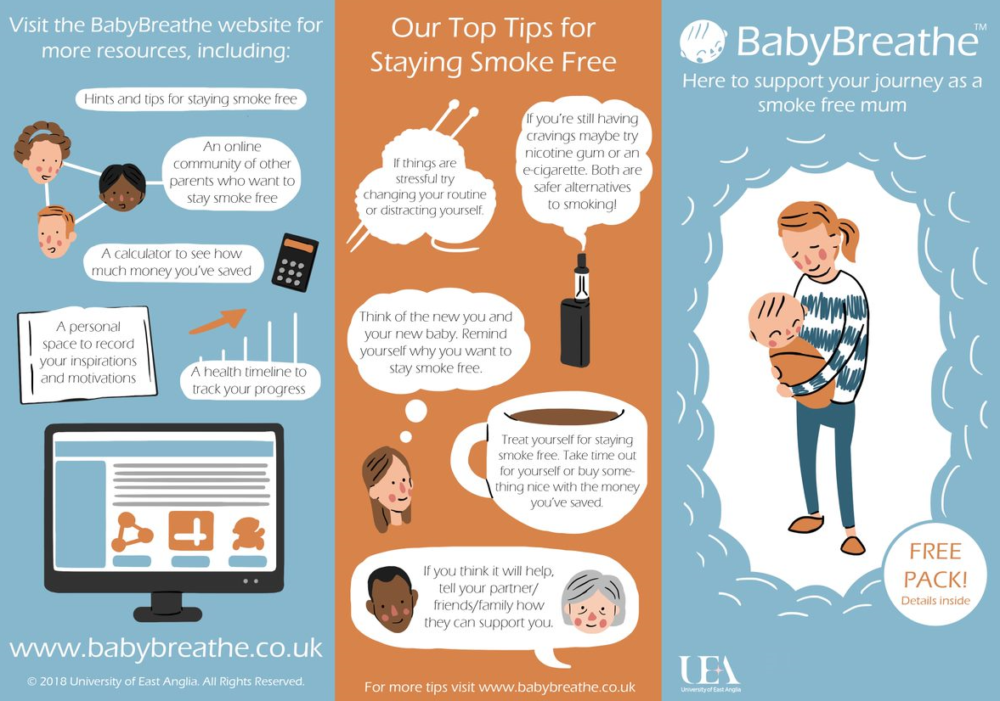 Visit the BabyBreathe website for
more resources, including:
Hints and tips for staying smoke free
An online
community of other
parents who want to
stay smoke free
A calculator to see how
much money you've saved
A personal
space to record
your inspirations
and motivations
A health timeline to
track your progress
www.babybreathe.co.uk
© 2018 University of East Anglia. All Rights Reserved.
Our Top Tips for
Staying Smoke Free
If things are
stressful try
changing your routine
or distracting yourself.
If you're still having
cravings maybe try
nicotine gum or an
e-cigarette. Both are
safer alternatives
to smoking!
Think of the new you and
your new baby. Remind
yourself why you want to
stay smoke free.
Treat yourself for staying
smoke free. Take time out
for yourself or buy some-
thing nice with the money
you've saved.
If you think it will help,
tell your partner/
friends/family how
they can support you.
For more tips visit www.babybreathe.co.uk
BabyBreathe™
Here to support your journey as a
smoke free mum
FREE
PACK!
Details inside
UEA
University of East Anglia